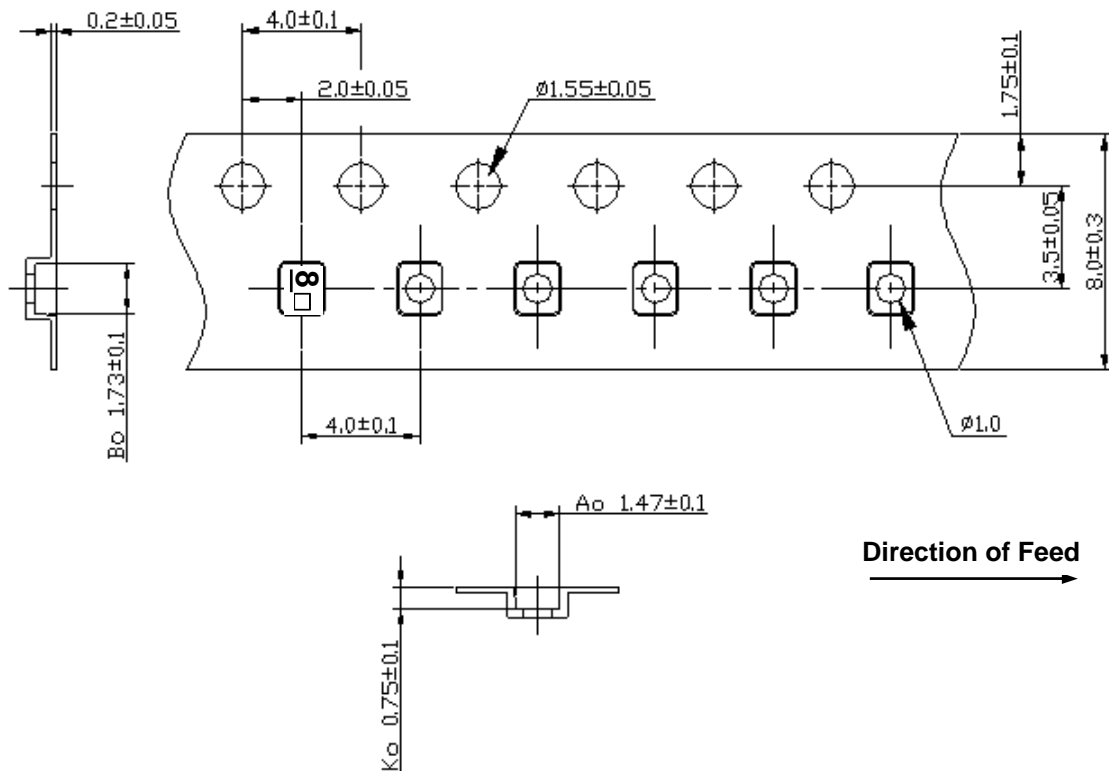 0.2±0.05
4.0±0.1
2.0±0.05
Ø1.55±0.05
1.75±0.1
3.5±0.05
8.0±0.3
8
Bo 1.73±0.1
4.0±0.1
Ø1.0
Ao 1.47±0.1
Direction of Feed
Ko 0.75±0.1